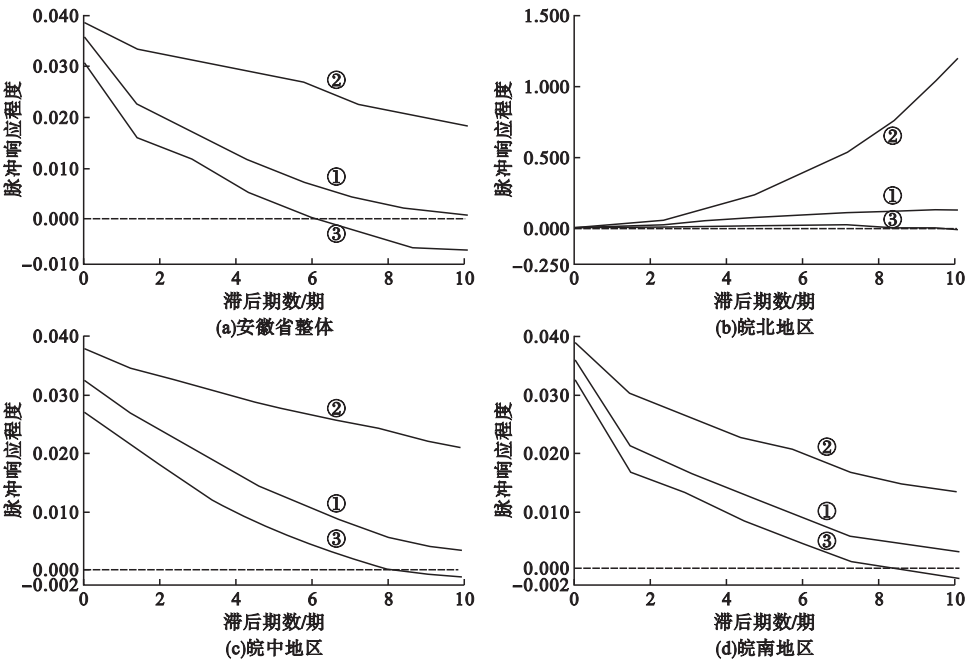 脉冲响应程度
0.040
0.030
0.020
0.010
0.000
−0.010
②
①
③
0 2 4 6 8 10
滞后期数/期
(a)安徽省整体
脉冲响应程度
1.500
1.000
0.500
0.000
−0.250
②
①
③
0 2 4 6 8 10
滞后期数/期
(b)皖北地区
脉冲响应程度
0.040
0.030
0.020
0.010
0.000
−0.002
②
①
③
0 2 4 6 8 10
滞后期数/期
(c)皖中地区
脉冲响应程度
0.040
0.030
0.020
0.010
0.000
−0.002
②
①
③
0 2 4 6 8 10
滞后期数/期
(d)皖南地区